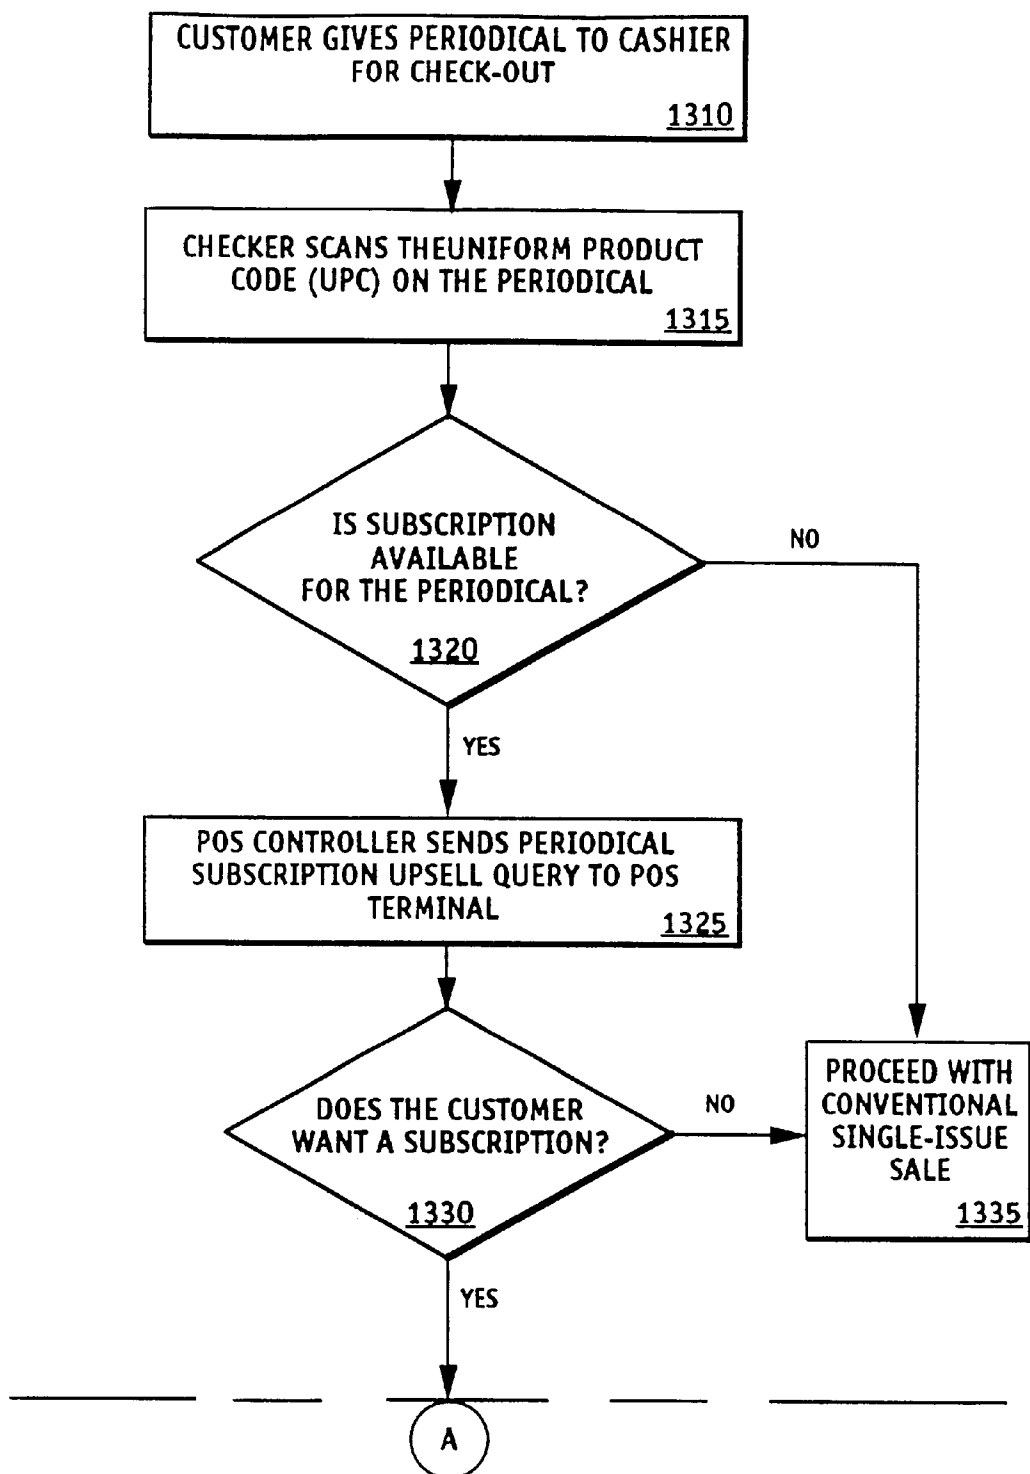 CUSTOMER GIVES PERIODICAL TO CASHIER
FOR CHECK-OUT
1310
CHECKER SCANS THEUNIFORM PRODUCT
CODE (UPC) ON THE PERIODICAL
1315
IS SUBSCRIPTION
AVAILABLE
FOR THE PERIODICAL?
1320
NO
YES
POS CONTROLLER SENDS PERIODICAL
SUBSCRIPTION UPSELL QUERY TO POS
TERMINAL
1325
DOES THE CUSTOMER
WANT A SUBSCRIPTION?
1330
NO
PROCEED WITH
CONVENTIONAL
SINGLE-ISSUE
SALE
1335
YES
A